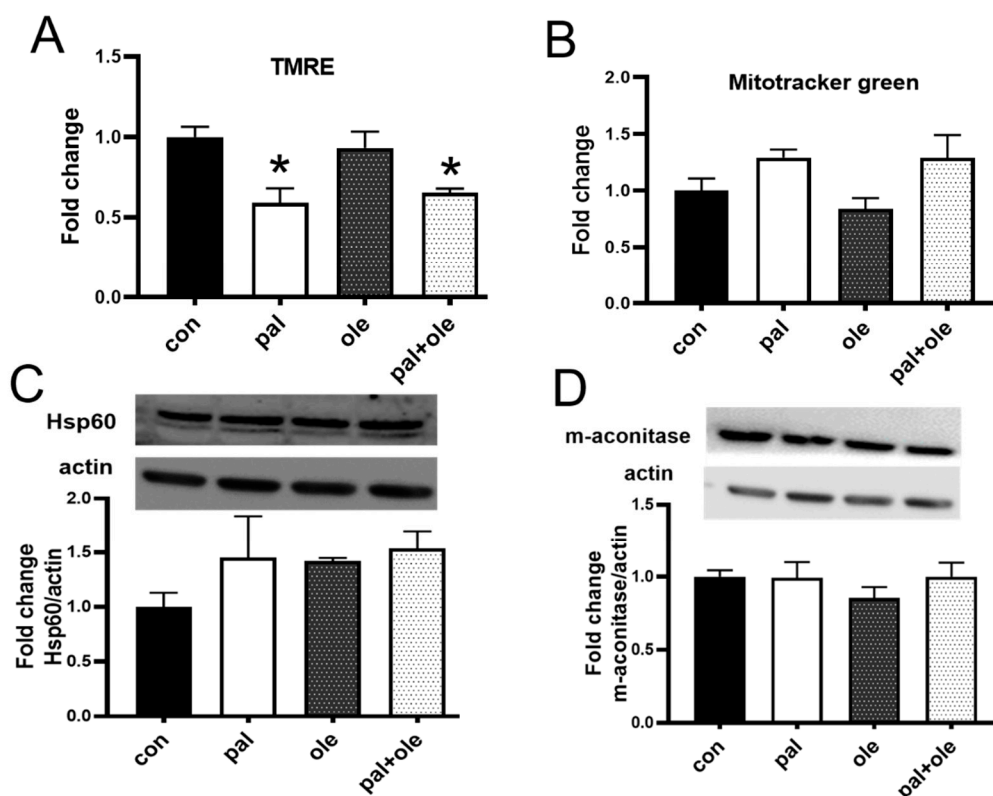 A
TMRE
Fold change
1.5
1.0
0.5
0.0
*
*
con
pal
ole
pal+ole
B
Mitotracker green
Fold change
2.0
1.5
1.0
0.5
0.0
con
pal
ole
pal+ole
C
Hsp60
actin
Fold change
Hsp60/actin
2.0
1.5
1.0
0.5
0.0
con
pal
ole
pal+ole
D
m-aconitase
actin
Fold change
m-aconitase/actin
1.5
1.0
0.5
0.0
con
pal
ole
pal+ole